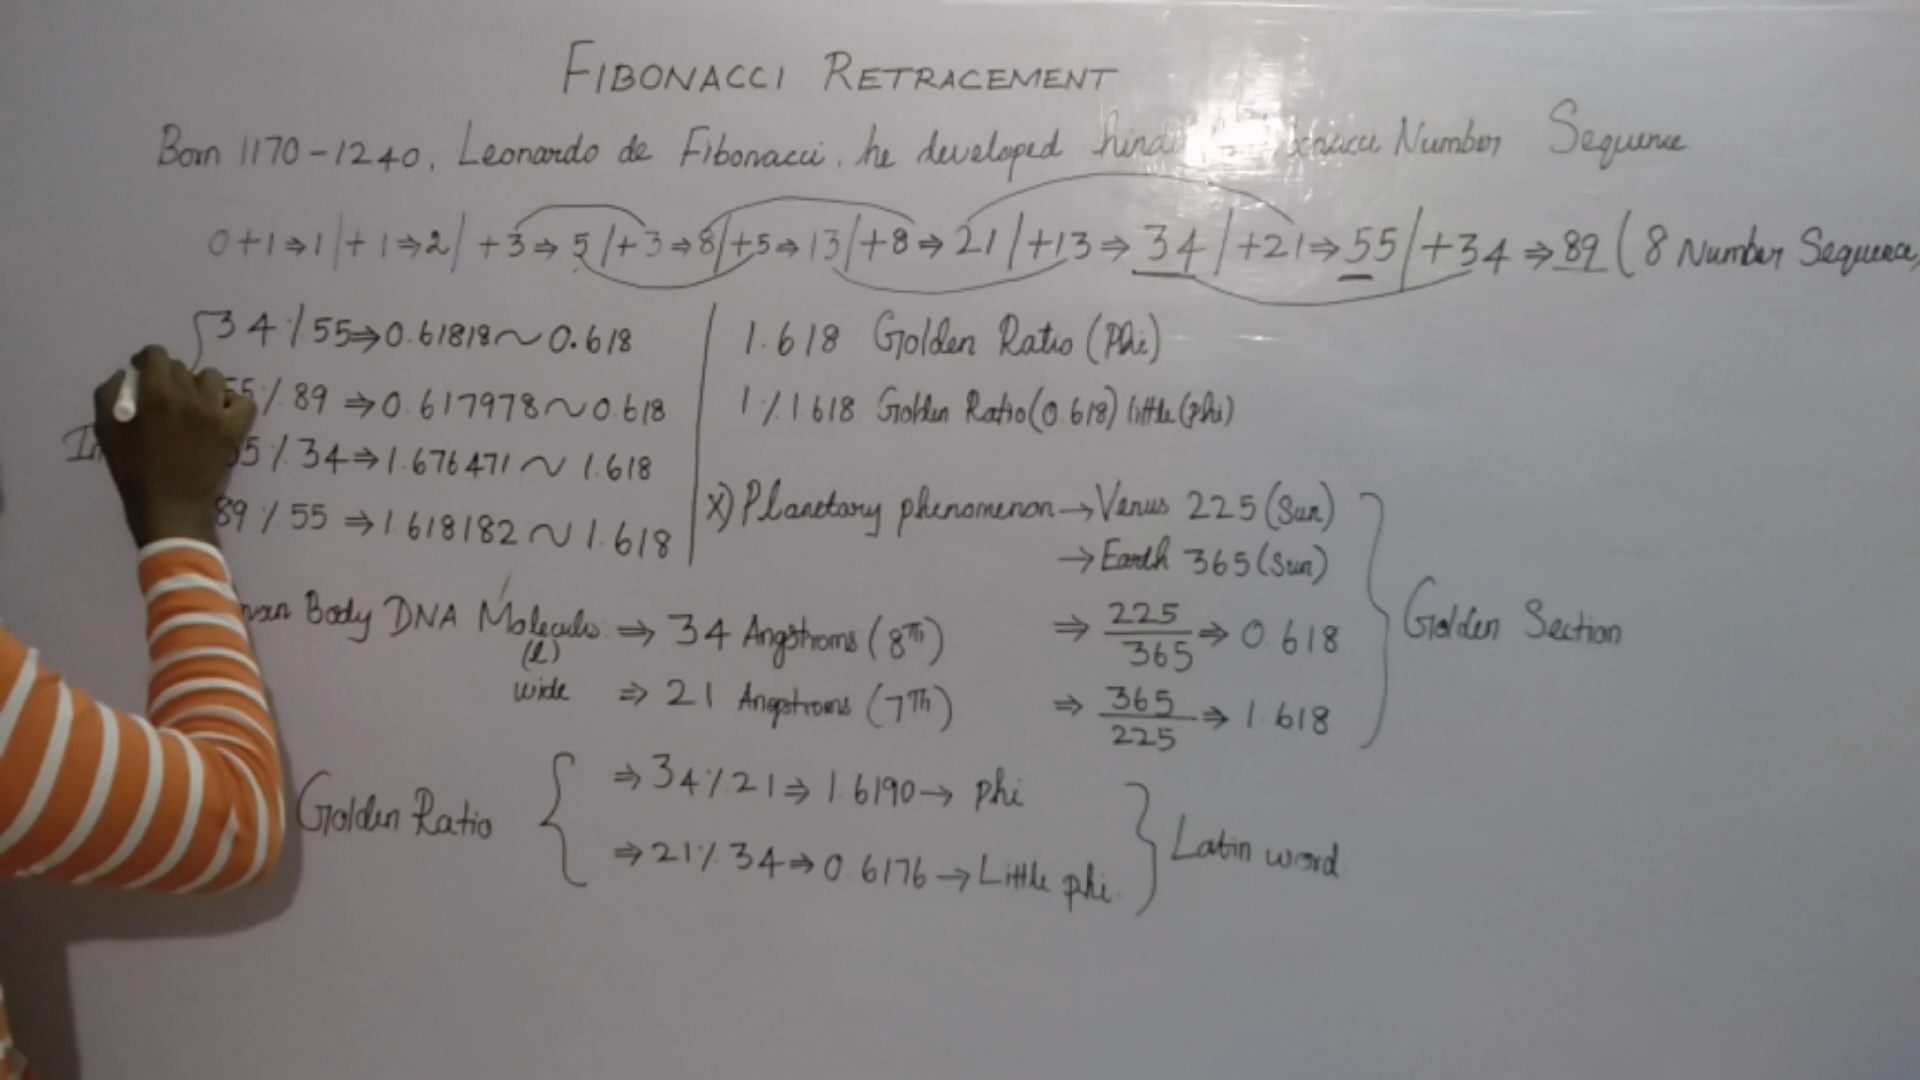 FIBONACCI RETRACEMENT
Born 1170-1240, Leonardo de Fibonacci, he developed Number Sequence
0+1⇒1|+1⇒2|+3⇒5|+3⇒8|+5⇒13|+8⇒21|+13⇒34|+21⇒55|+34⇒89(8 Number Sequence,
34%55⇒0.61818~0.618
55%89⇒0.617978~0.618
55%34⇒1.676471~1.618
89%55⇒1.618182~1.618
1.618 Golden Ratio (Phi)
1%1.618 Golden Ratio(0.618) little(phi)
x) Planetary phenomenon→Venus 225(Sun)
→Earth 365(Sun)
⇒225/365⇒0.618
⇒365/225⇒1.618
Golden Section
Body DNA Molecules⇒34 Angstroms (8Th)
(l)
wide ⇒21 Angstroms (7Th)
Golden Ratio
⇒34%21⇒1.6190→phi
⇒21%34⇒0.6176→Little phi.
Latin word